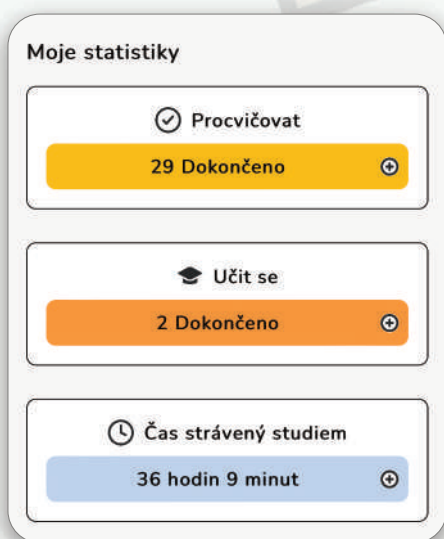 Moje statistiky
Procvičovat
29 Dokončeno
Učit se
2 Dokončeno
Čas strávený studiem
36 hodin 9 minut